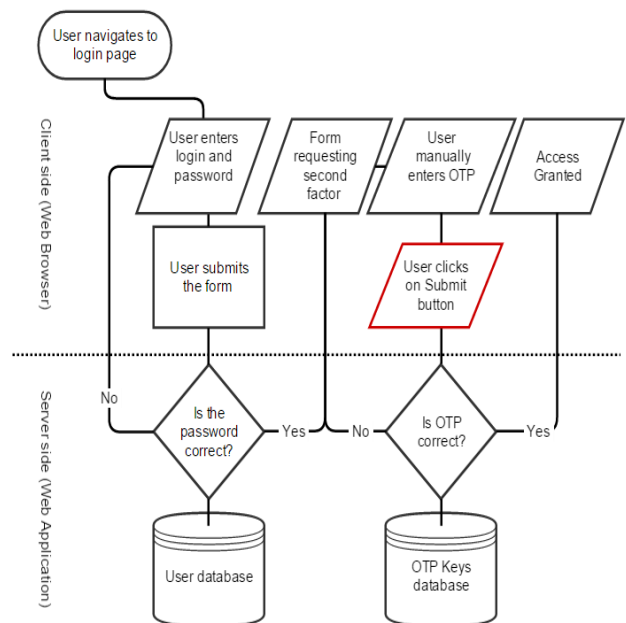 User navigates to
login page
Client side (Web Browser)
User enters
login and
password
Form
requesting
second
factor
User
manually
enters OTP
Access
Granted
User submits
the form
User clicks
on Submit
button
Server side (Web Application)
No
Is the
password
correct?
Yes
No
Is OTP
correct?
Yes
User database
OTP Keys
database